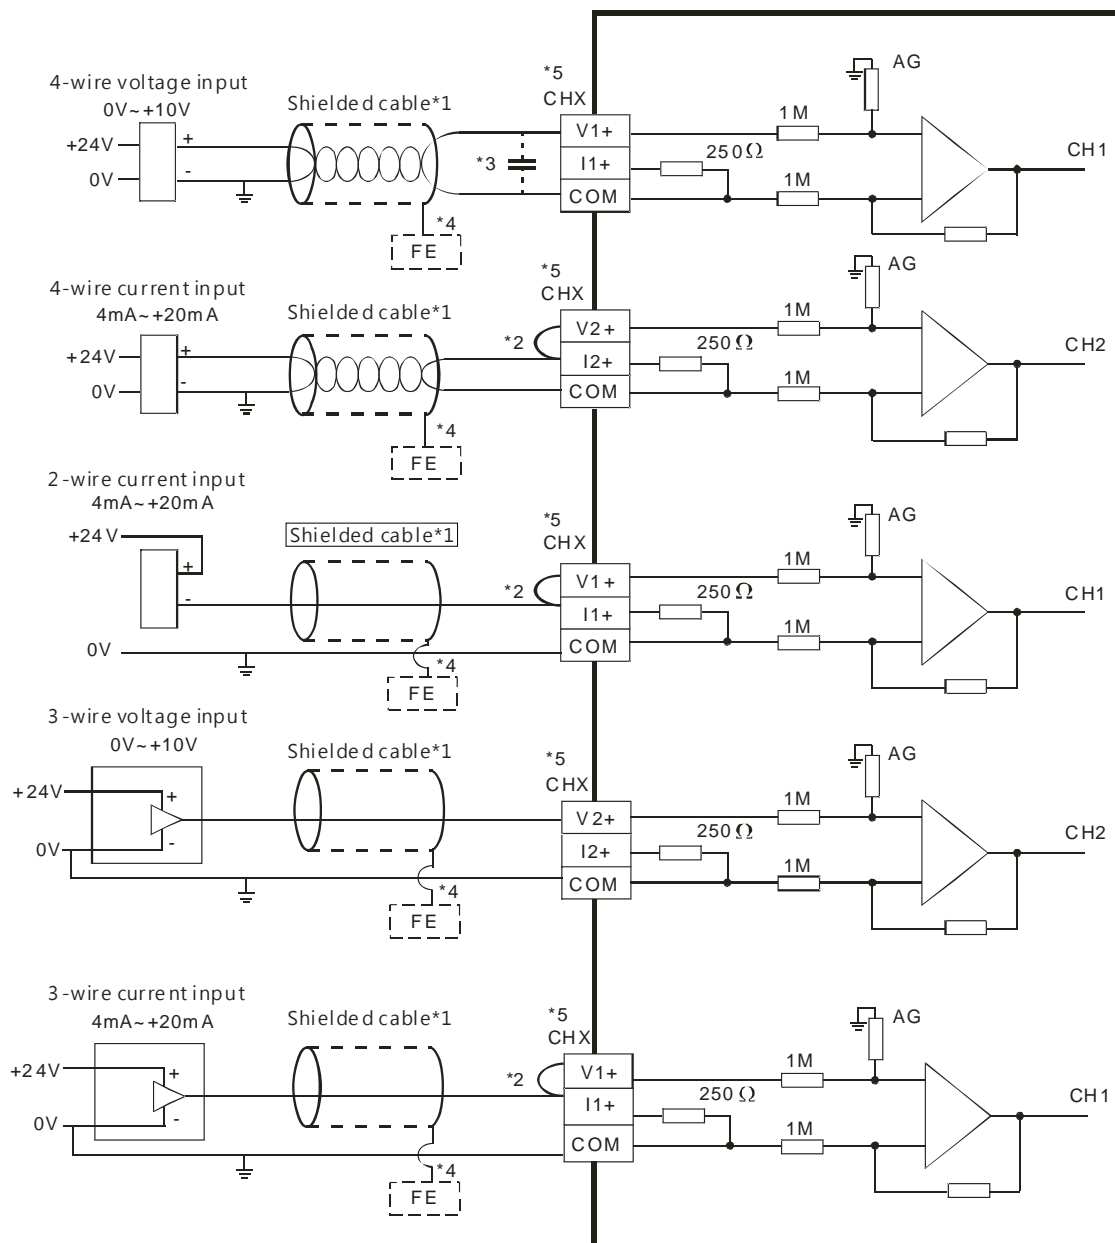 4-wire voltage input
0V~+10V
+24V
0V
+
-
Shielded cable*1
*3
*4
FE
*5
CHX
V1+
I1+
COM
250Ω
1M
1M
AG
CH1
4-wire current input
4mA~+20mA
+24V
0V
+
-
Shielded cable*1
*2
*4
FE
*5
CHX
V2+
I2+
COM
250Ω
1M
1M
AG
CH2
2-wire current input
4mA~+20mA
+24V
+
-
0V
Shielded cable*1
*2
*4
FE
*5
CHX
V1+
I1+
COM
250Ω
1M
1M
AG
CH1
3-wire voltage input
0V~+10V
+24V
0V
+
-
Shielded cable*1
*4
FE
*5
CHX
V2+
I2+
COM
250Ω
1M
1M
AG
CH2
3-wire current input
4mA~+20mA
+24V
0V
+
-
Shielded cable*1
*2
*4
FE
*5
CHX
V1+
I1+
COM
250Ω
1M
1M
AG
CH1